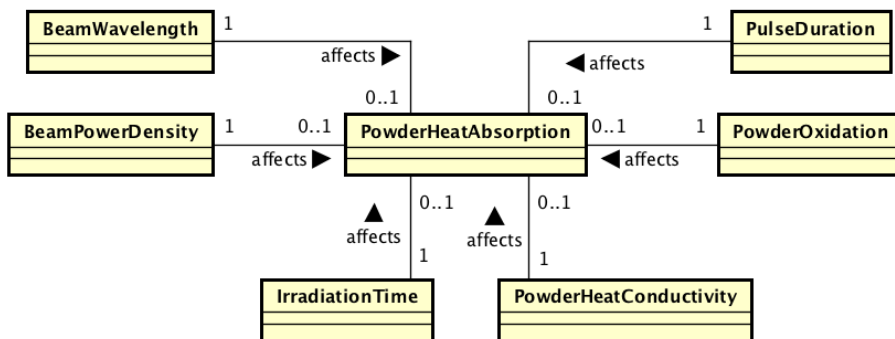 BeamWavelength
1
affects
0..1
PulseDuration
1
affects
0..1
BeamPowerDensity
1
0..1
affects
PowderHeatAbsorption
0..1
1
affects
PowderOxidation
0..1
affects
1
0..1
affects
1
IrradiationTime
PowderHeatConductivity